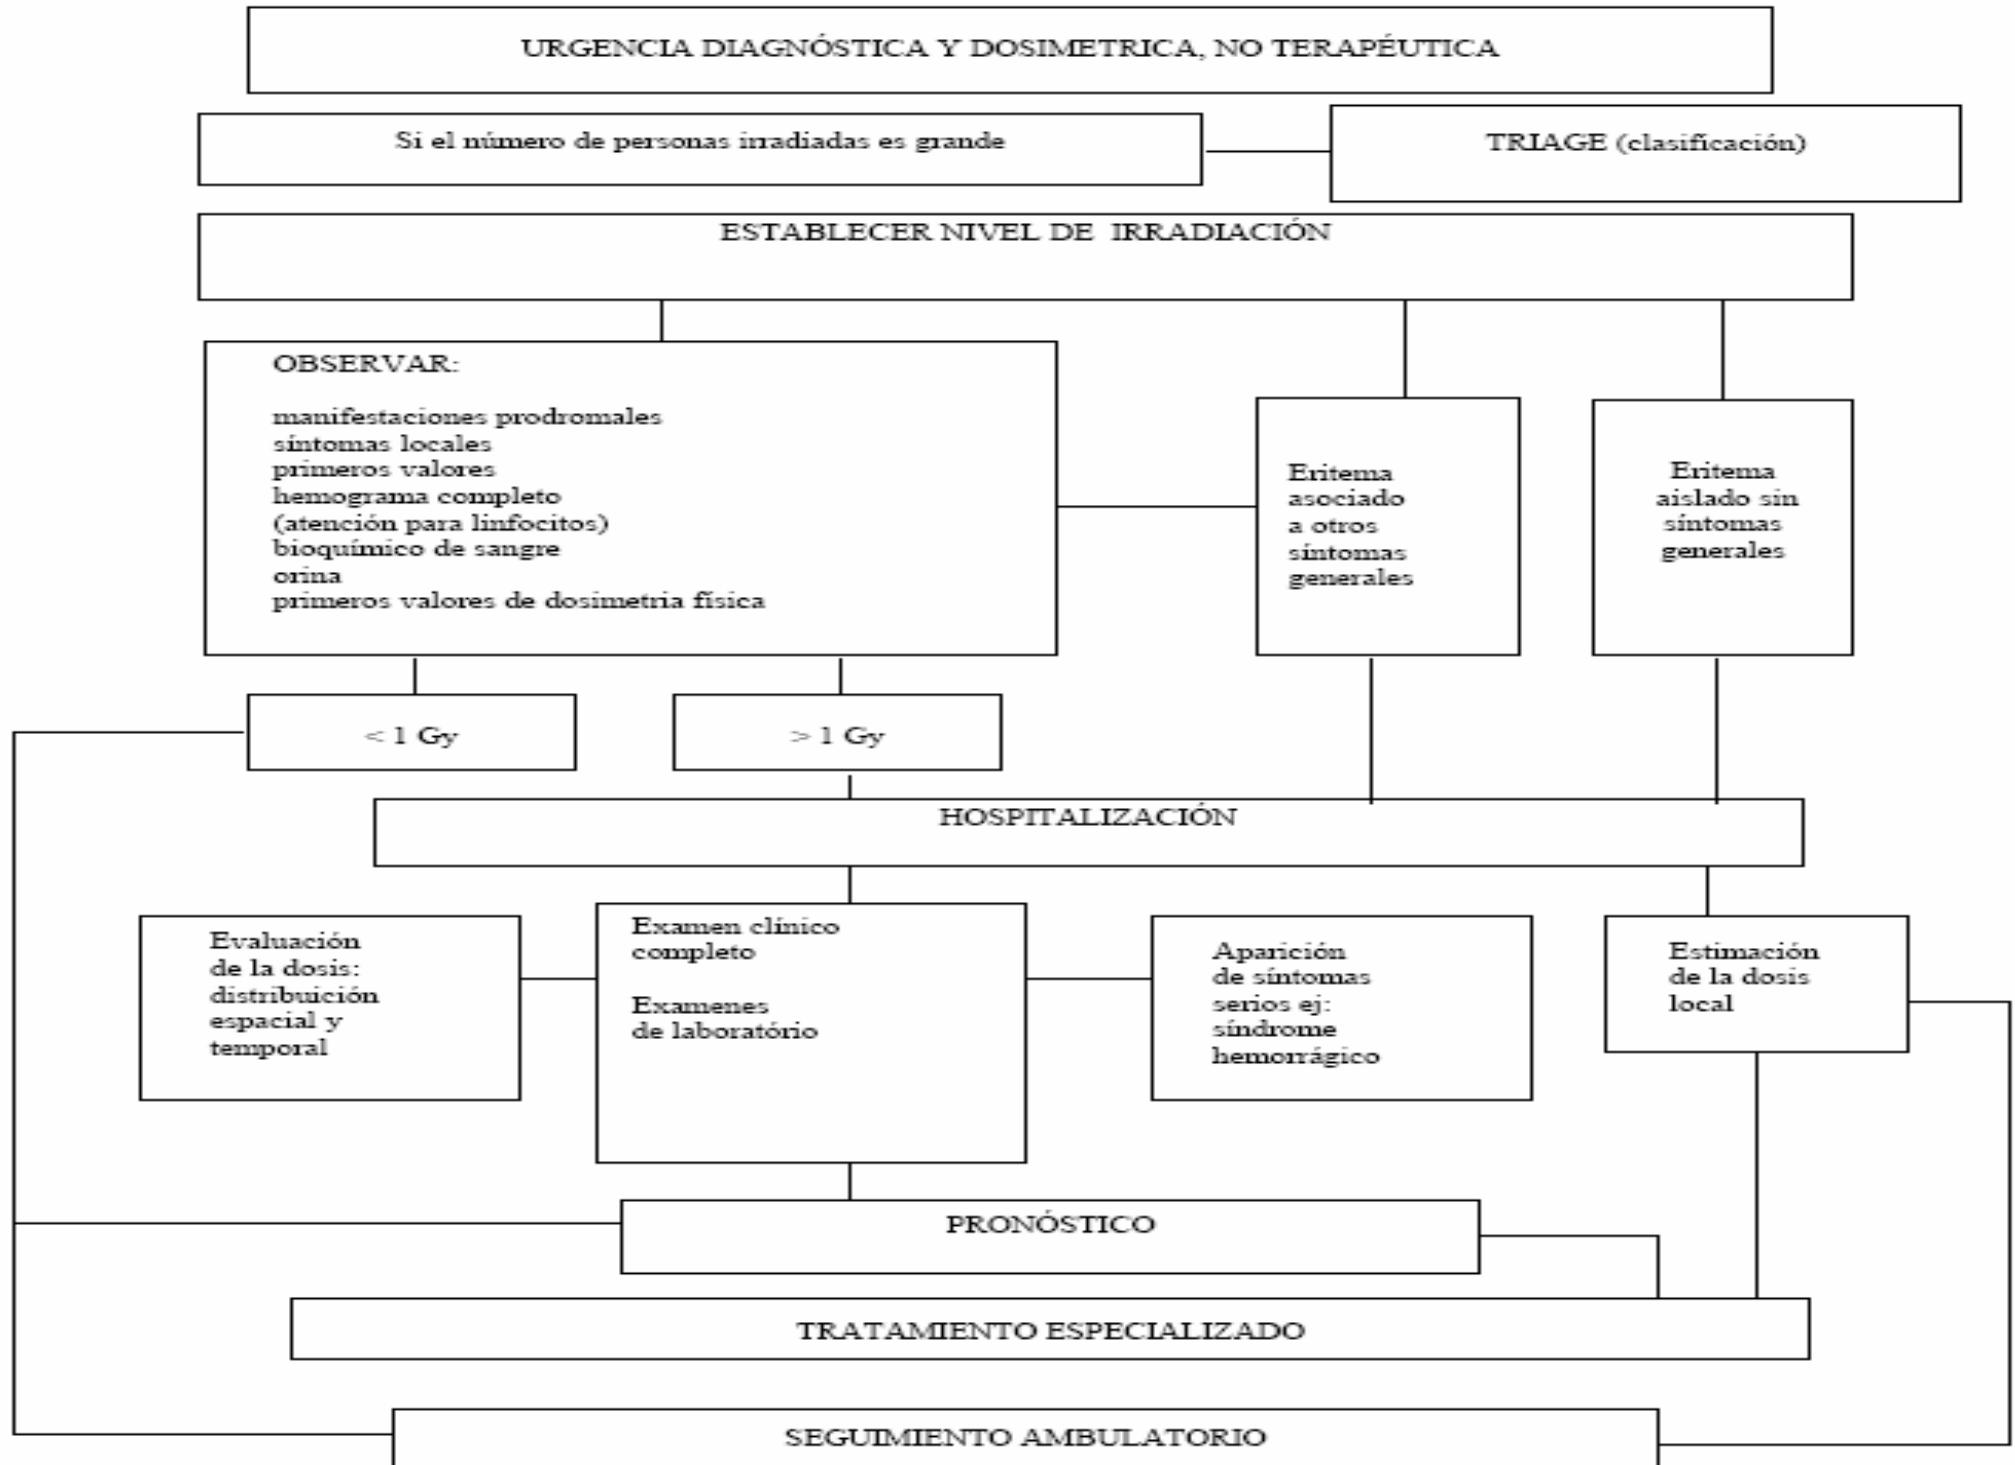 URGENCIA DIAGNÓSTICA Y DOSIMETRICA, NO TERAPÉUTICA
Si el número de personas irradiadas es grande
TRIAGE (clasificación)
ESTABLECER NIVEL DE IRRADIACIÓN
OBSERVAR:
manifestaciones prodromales
síntomas locales
primeros valores
hemograma completo
(atención para linfocitos)
bioquímico de sangre
orina
primeros valores de dosimetria física
Eritema
asociado
a otros
síntomas
generales
Eritema
aislado sin
síntomas
generales
< 1 Gy
> 1 Gy
HOSPITALIZACIÓN
Evaluación
de la dosis:
distribuición
espacial y
temporal
Examen clínico
completo
Examenes
de laboratório
Aparición
de síntomas
serios ej:
síndrome
hemorrágico
Estimación
de la dosis
local
PRONÓSTICO
TRATAMIENTO ESPECIALIZADO
SEGUIMIENTO AMBULATORIO